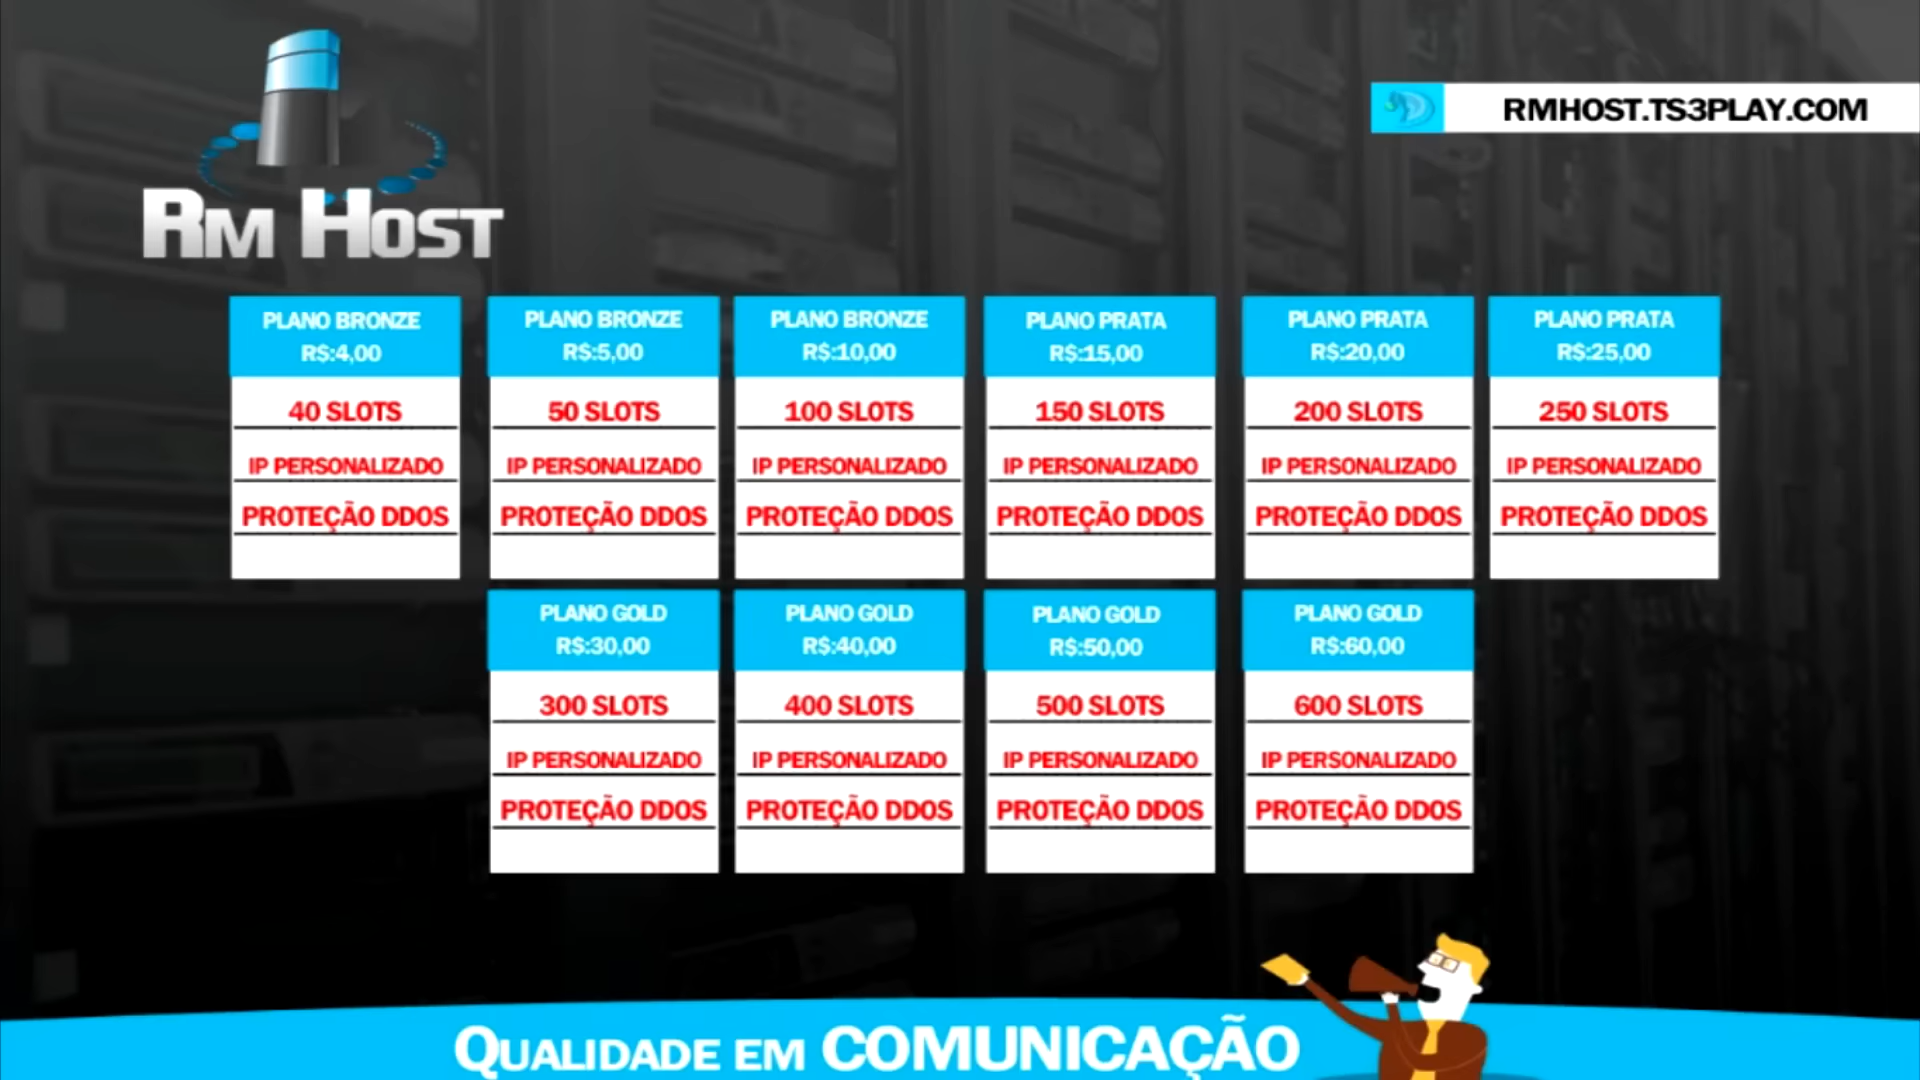 RMHOST.TS3PLAY.COM
RM HOST
PLANO BRONZE
R$:4,00
40 SLOTS
IP PERSONALIZADO
PROTEÇÃO DDOS
PLANO BRONZE
R$:5,00
50 SLOTS
IP PERSONALIZADO
PROTEÇÃO DDOS
PLANO BRONZE
R$:10,00
100 SLOTS
IP PERSONALIZADO
PROTEÇÃO DDOS
PLANO PRATA
R$:15,00
150 SLOTS
IP PERSONALIZADO
PROTEÇÃO DDOS
PLANO PRATA
R$:20,00
200 SLOTS
IP PERSONALIZADO
PROTEÇÃO DDOS
PLANO PRATA
R$:25,00
250 SLOTS
IP PERSONALIZADO
PROTEÇÃO DDOS
PLANO GOLD
R$:30,00
300 SLOTS
IP PERSONALIZADO
PROTEÇÃO DDOS
PLANO GOLD
R$:40,00
400 SLOTS
IP PERSONALIZADO
PROTEÇÃO DDOS
PLANO GOLD
R$:50,00
500 SLOTS
IP PERSONALIZADO
PROTEÇÃO DDOS
PLANO GOLD
R$:60,00
600 SLOTS
IP PERSONALIZADO
PROTEÇÃO DDOS
QUALIDADE EM COMUNICAÇÃO